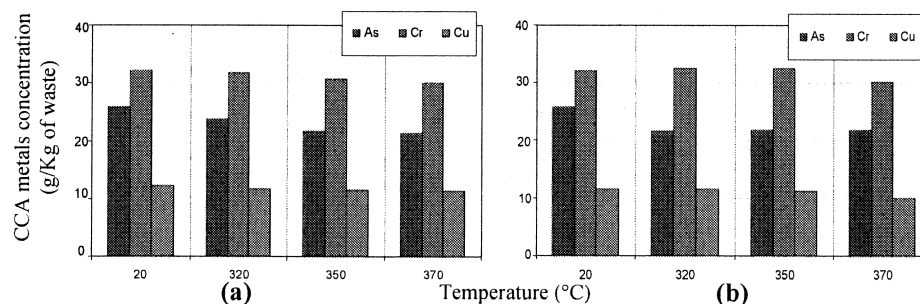 As Cr Cu
As Cr Cu
CCA metals concentration
(g/Kg of waste)
40
30
20
10
0
40
30
20
10
0
20 320 350 370
20 320 350 370
(a) Temperature (°C) (b)